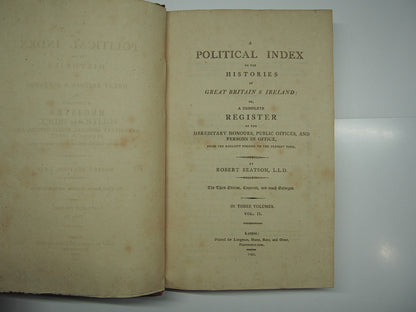 A
POLITICAL INDEX
TO THE
HISTORIES
OF
GREAT BRITAIN & IRELAND;
OR,
A COMPLETE
REGISTER
OF THE
HEREDITARY HONOURS, PUBLIC OFFICES, AND
PERSONS IN OFFICE,
FROM THE EARLIEST PERIODS TO THE PRESENT TIME.
BY
ROBERT BEATSON, L.L.D.
The Third Edition, Corrected, and much Enlarged.
IN THREE VOLUMES.
VOL. II.
London:
Printed for Longman, Hurst, Rees, and Orme,
Paternoster-row.